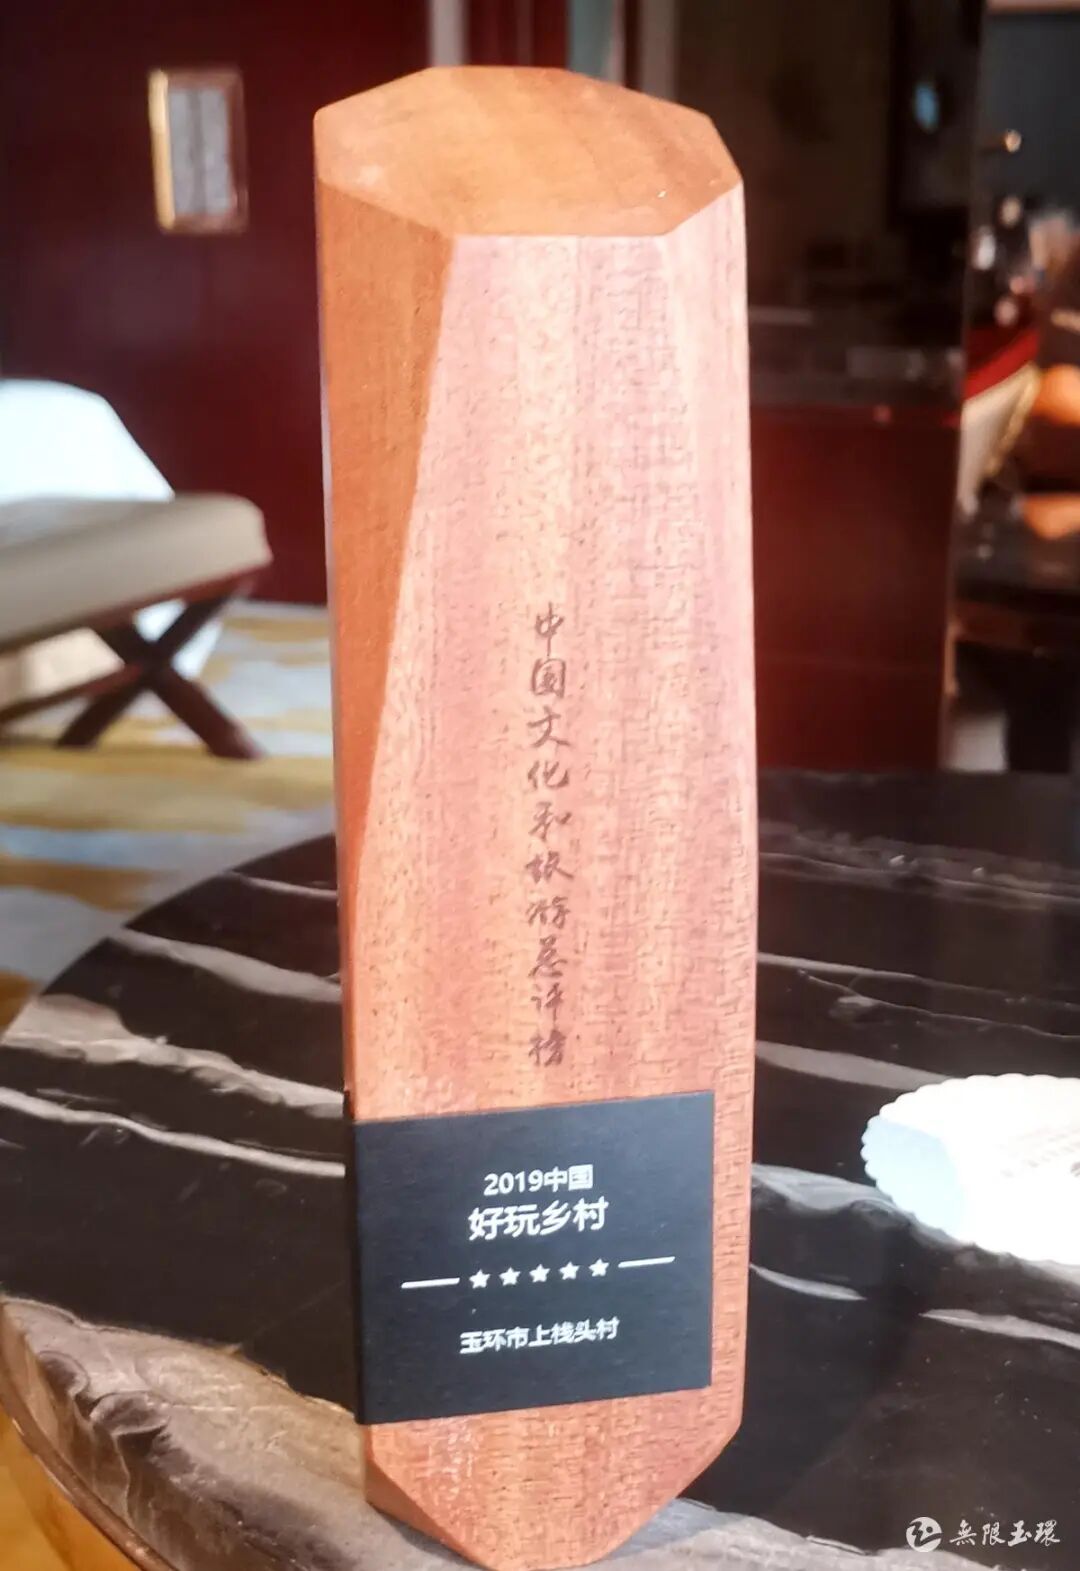 中国文化和旅游总评榜
2019中国
好玩乡村
玉环市上栈头村
無限玉環